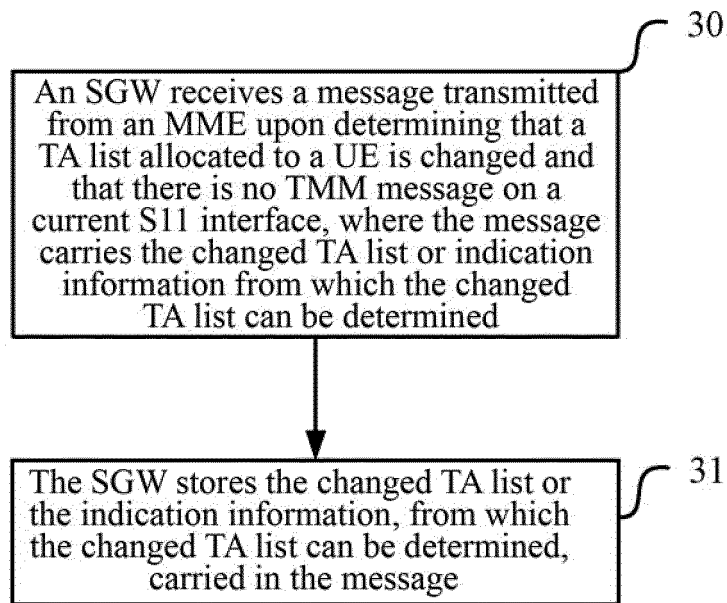 30
An SGW receives a message transmitted
from an MME upon determining that a
TA list allocated to a UE is changed and
that there is no TMM message on a
current S11 interface, where the message
carries the changed TA list or indication
information from which the changed
TA list can be determined
31
The SGW stores the changed TA list or
the indication information, from which
the changed TA list can be determined,
carried in the message